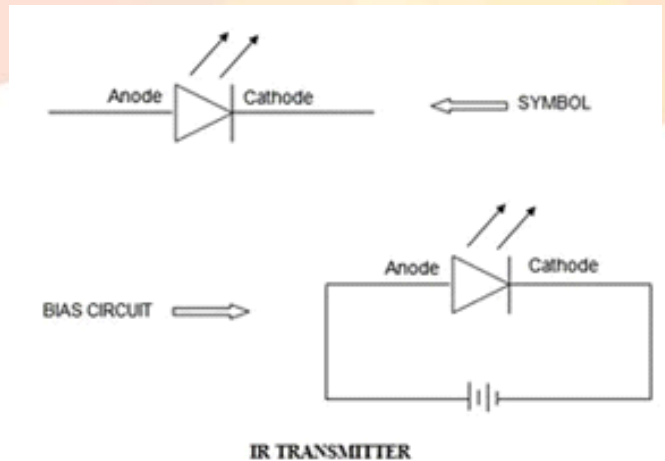 Anode Cathode
SYMBOL
Anode Cathode
BIAS CIRCUIT
IR TRANSMITTER